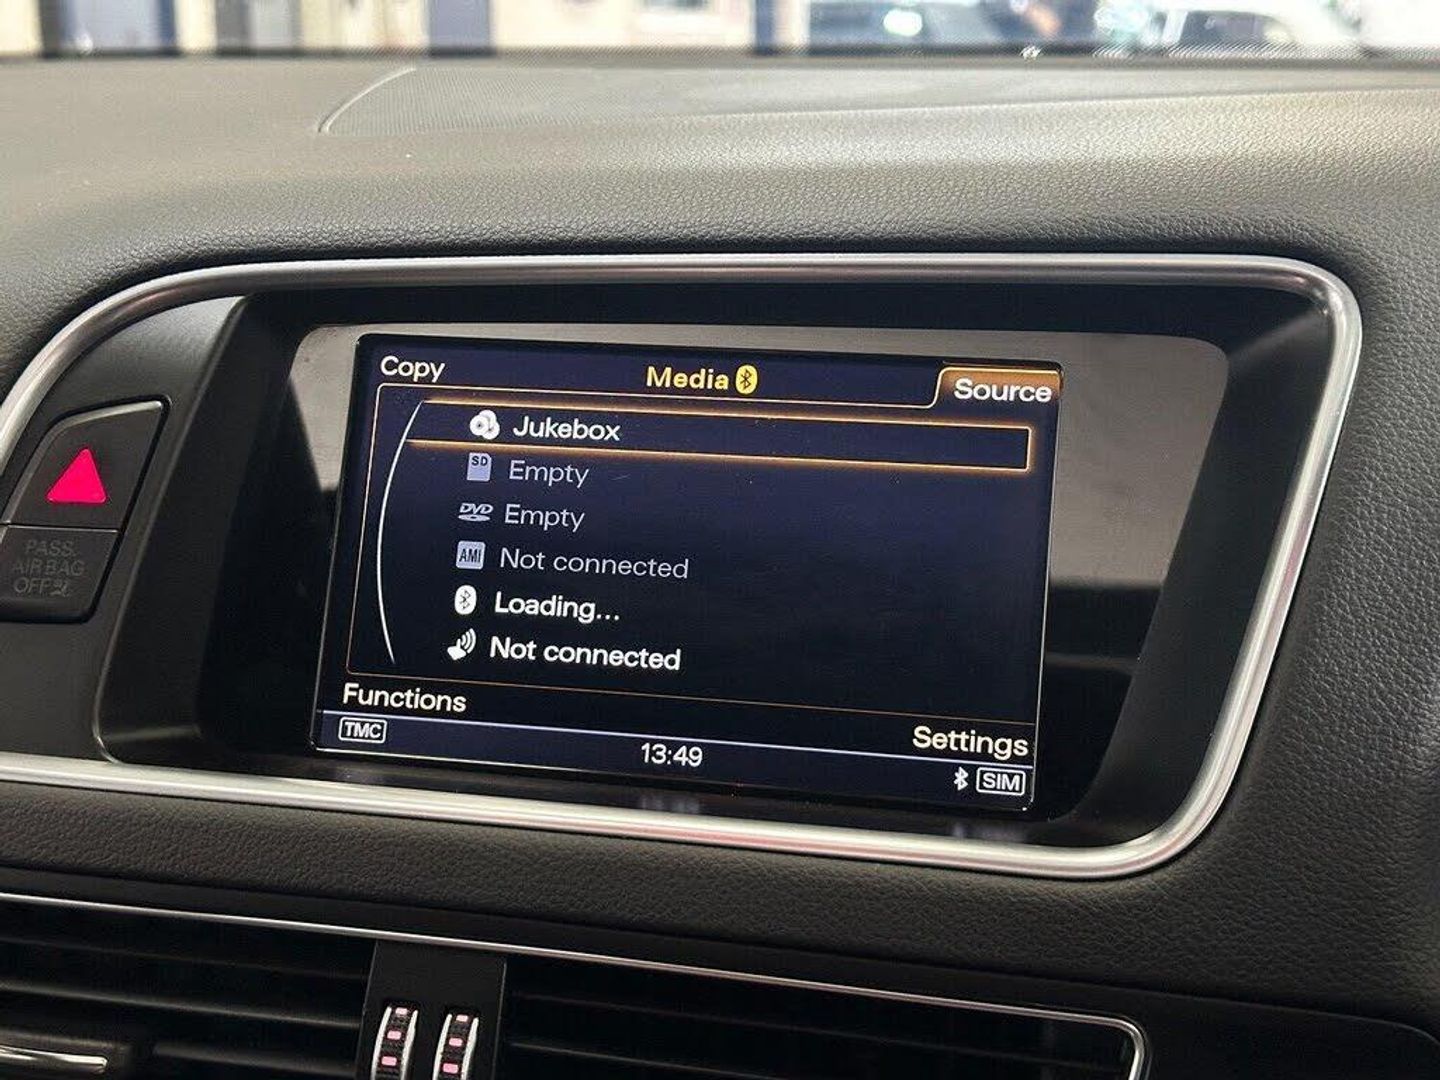 Copy
Media
Source
Jukebox
SD Empty
DVD Empty
AMI Not connected
Loading...
Not connected
Functions
Settings
TMC
13:49
SIM
PASS.
AIR BAG
OFF